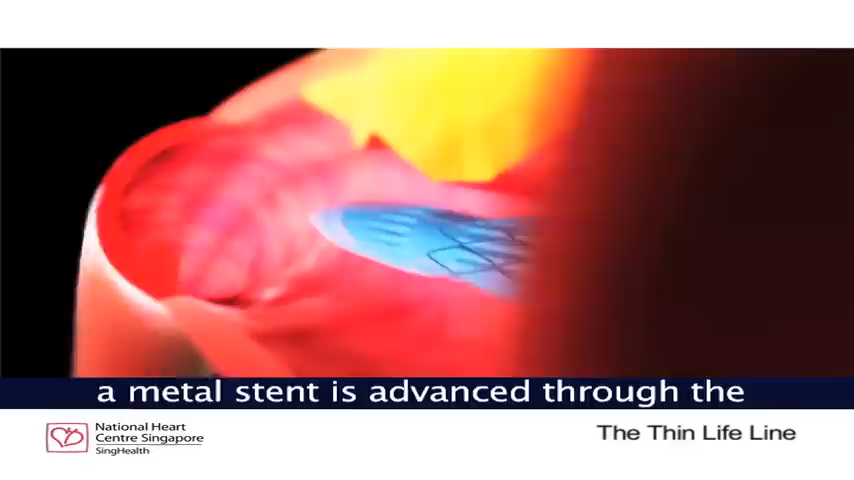 a metal stent is advanced through the
National Heart
Centre Singapore
SingHealth
The Thin Life Line